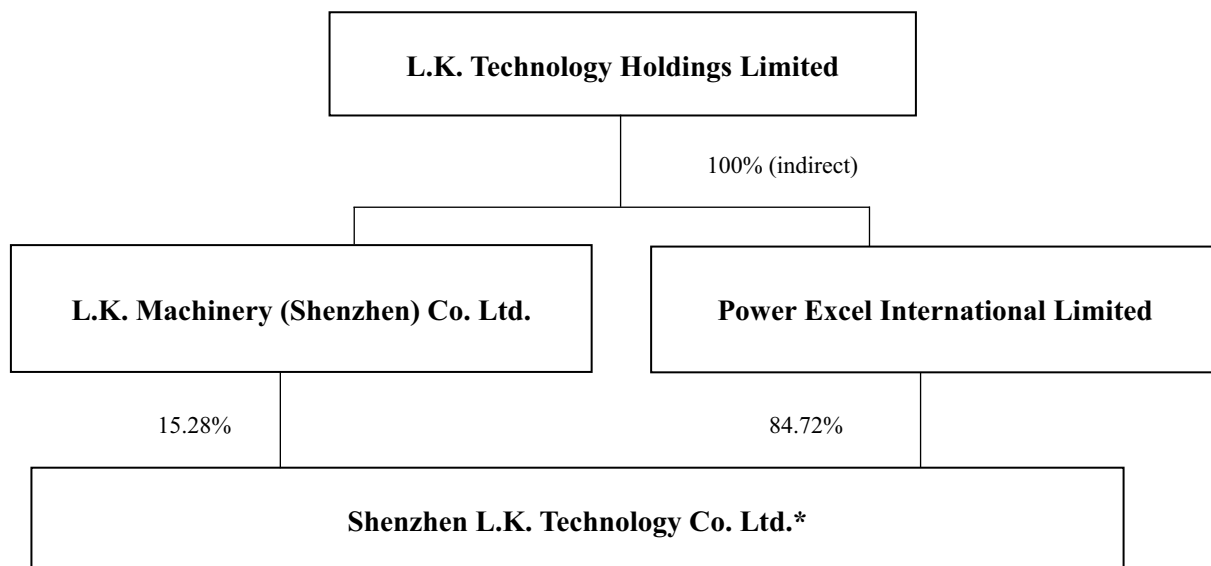 L.K. Technology Holdings Limited
100% (indirect)
L.K. Machinery (Shenzhen) Co. Ltd.
Power Excel International Limited
15.28%
84.72%
Shenzhen L.K. Technology Co. Ltd.*